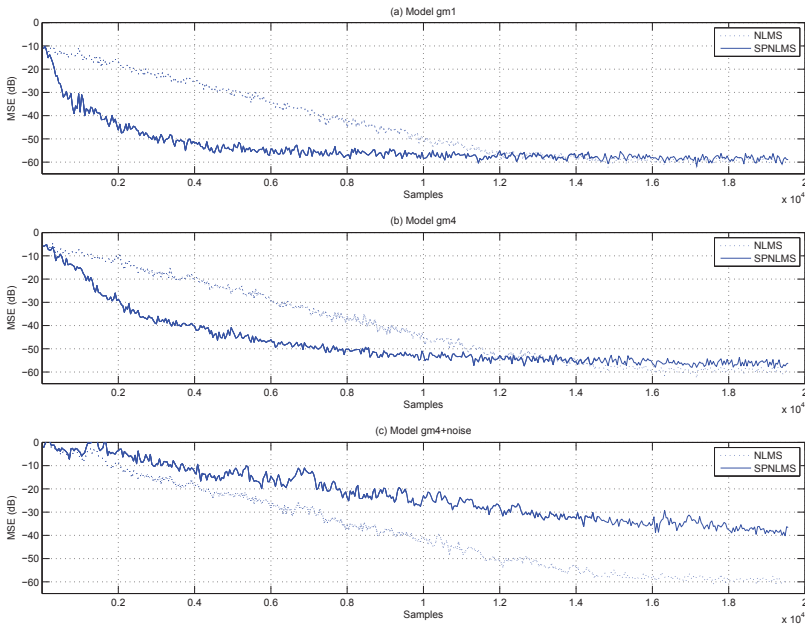 (a) Model gm1
0
−10
−20
−30
−40
−50
−60
MSE (dB)
NLMS
SPNLMS
0.2 0.4 0.6 0.8 1 1.2 1.4 1.6 1.8 2
Samples
x 10^4
(b) Model gm4
0
−10
−20
−30
−40
−50
−60
MSE (dB)
NLMS
SPNLMS
0.2 0.4 0.6 0.8 1 1.2 1.4 1.6 1.8 2
Samples
x 10^4
(c) Model gm4+noise
0
−10
−20
−30
−40
−50
−60
MSE (dB)
NLMS
SPNLMS
0.2 0.4 0.6 0.8 1 1.2 1.4 1.6 1.8 2
Samples
x 10^4